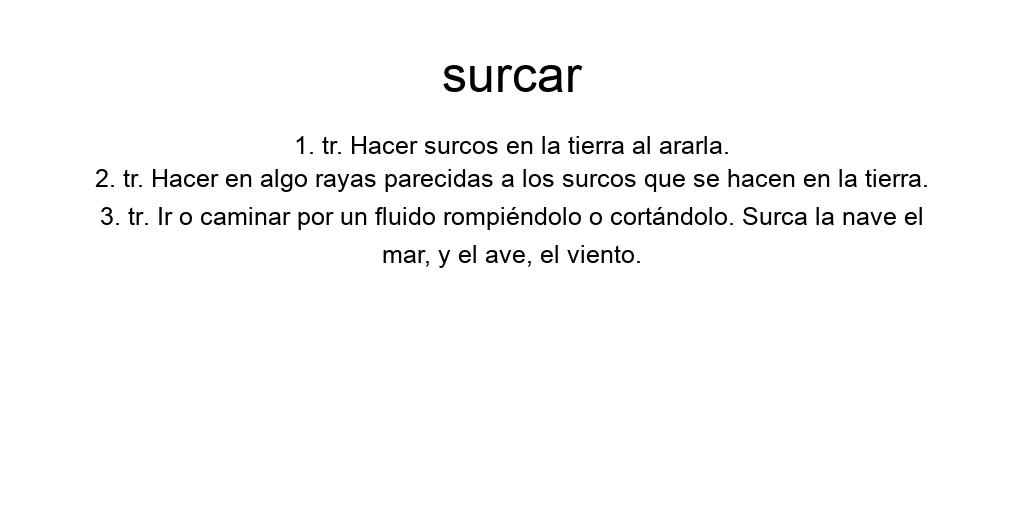 surcar
1. tr. Hacer surcos en la tierra al ararla.
2. tr. Hacer en algo rayas parecidas a los surcos que se hacen en la tierra.
3. tr. Ir o caminar por un fluido rompiéndolo o cortándolo. Surca la nave el
mar, y el ave, el viento.